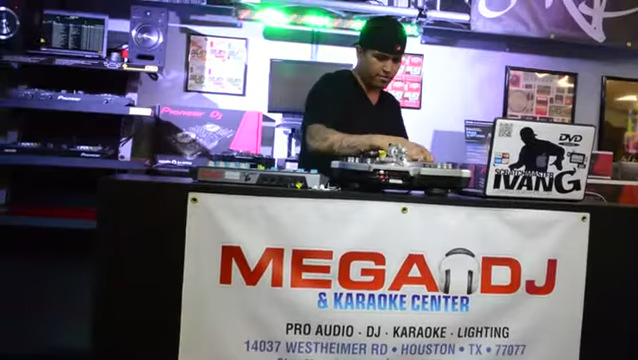 Pioneer Dj
DVD
SCRATCHMASTER
IVANG
MEGA DJ
& KARAOKE CENTER
PRO AUDIO · DJ · KARAOKE · LIGHTING
14037 WESTHEIMER RD · HOUSTON · TX · 77077